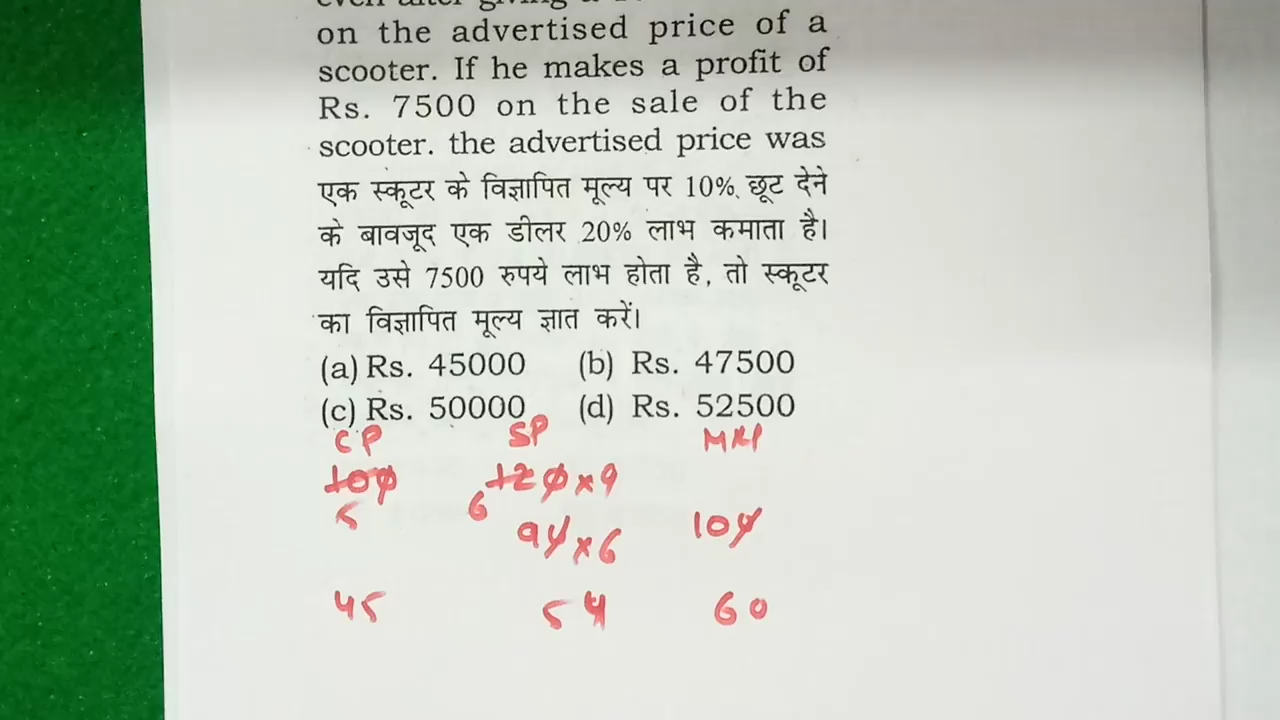 even after giving a
on the advertised price of a
scooter. If he makes a profit of
Rs. 7500 on the sale of the
scooter. the advertised price was
एक स्कूटर के विज्ञापित मूल्य पर 10% छूट देने
के बावजूद एक डीलर 20% लाभ कमाता है।
यदि उसे 7500 रुपये लाभ होता है, तो स्कूटर
का विज्ञापित मूल्य ज्ञात करें।
(a) Rs. 45000 (b) Rs. 47500
(c) Rs. 50000 (d) Rs. 52500
CP SP MRP
100 120×9
5 6
90×6 100
45 54 60